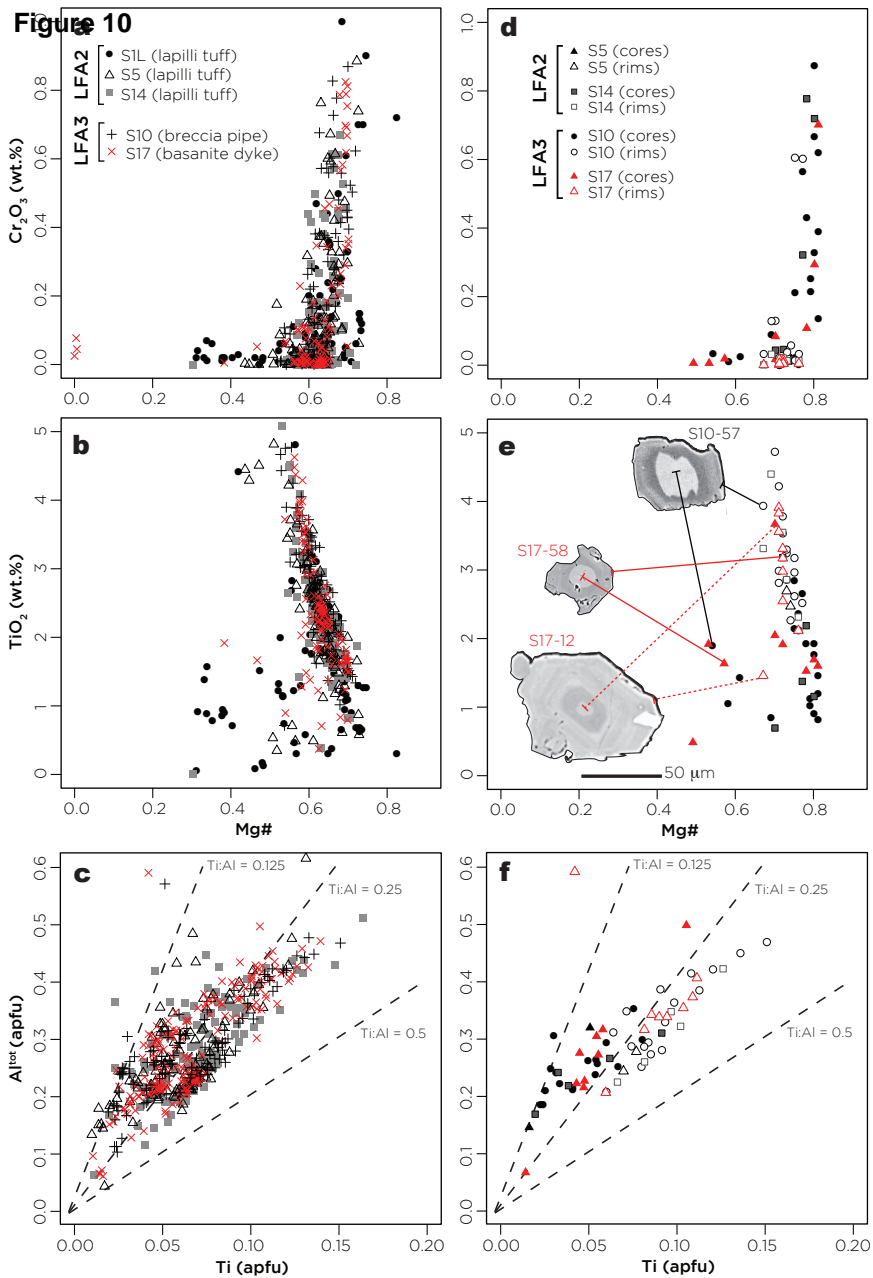 Figure 10
a
LFA2
S1L (lapilli tuff)
S5 (lapilli tuff)
S14 (lapilli tuff)
LFA3
S10 (breccia pipe)
S17 (basanite dyke)
Cr2O3 (wt.%)
0.8
0.6
0.4
0.2
0.0
0.0 0.2 0.4 0.6 0.8
d
LFA2
S5 (cores)
S5 (rims)
S14 (cores)
S14 (rims)
LFA3
S10 (cores)
S10 (rims)
S17 (cores)
S17 (rims)
1.0
0.8
0.6
0.4
0.2
0.0
0.0 0.2 0.4 0.6 0.8
b
TiO2 (wt.%)
5
4
3
2
1
0
0.0 0.2 0.4 0.6 0.8
Mg#
e
S10-57
S17-58
S17-12
50 μm
5
4
3
2
1
0
0.0 0.2 0.4 0.6 0.8
Mg#
c
Ti:Al = 0.125
Ti:Al = 0.25
Ti:Al = 0.5
Altot (apfu)
0.6
0.5
0.4
0.3
0.2
0.1
0.0
0.00 0.05 0.10 0.15 0.20
Ti (apfu)
f
Ti:Al = 0.125
Ti:Al = 0.25
Ti:Al = 0.5
0.6
0.5
0.4
0.3
0.2
0.1
0.0
0.00 0.05 0.10 0.15 0.20
Ti (apfu)